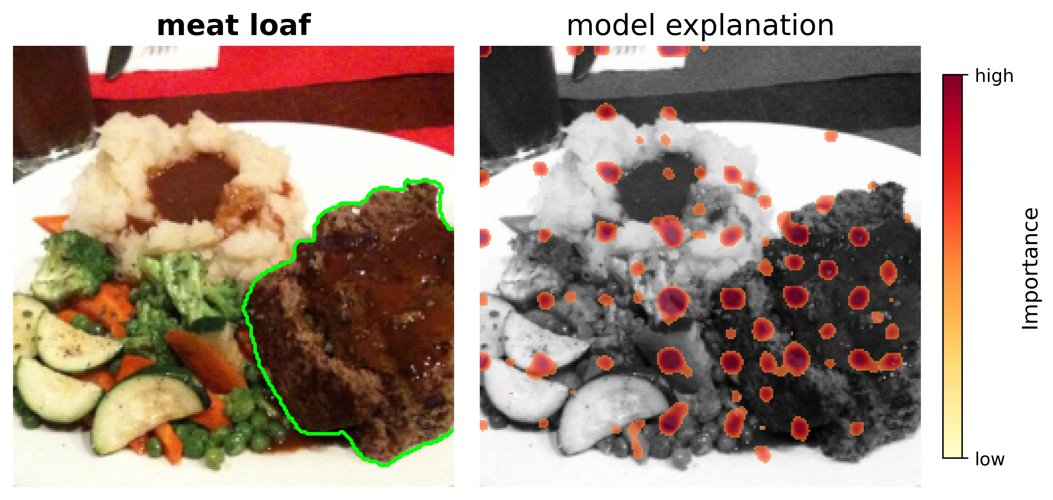 meat loaf
model explanation
high
Importance
low